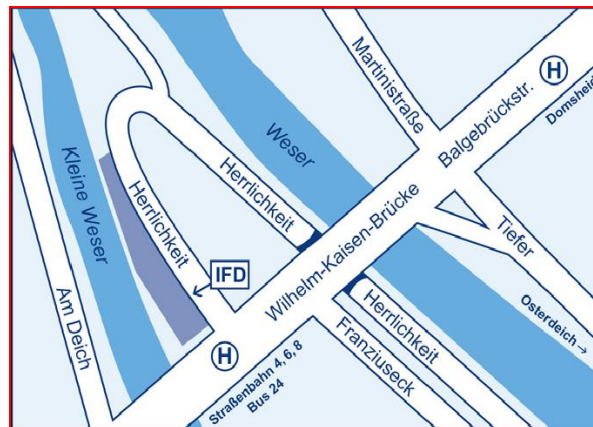 Martinistraße
H
Balgebrückstr.
Domsheide
Weser
Kleine Weser
Herrlichkeit
Herrlichkeit
Wilhelm-Kaisen-Brücke
Tiefer
IFD
Osterdeich →
Herrlichkeit
Am Deich
Franziuseck
H
Straßenbahn 4, 6, 8
Bus 24